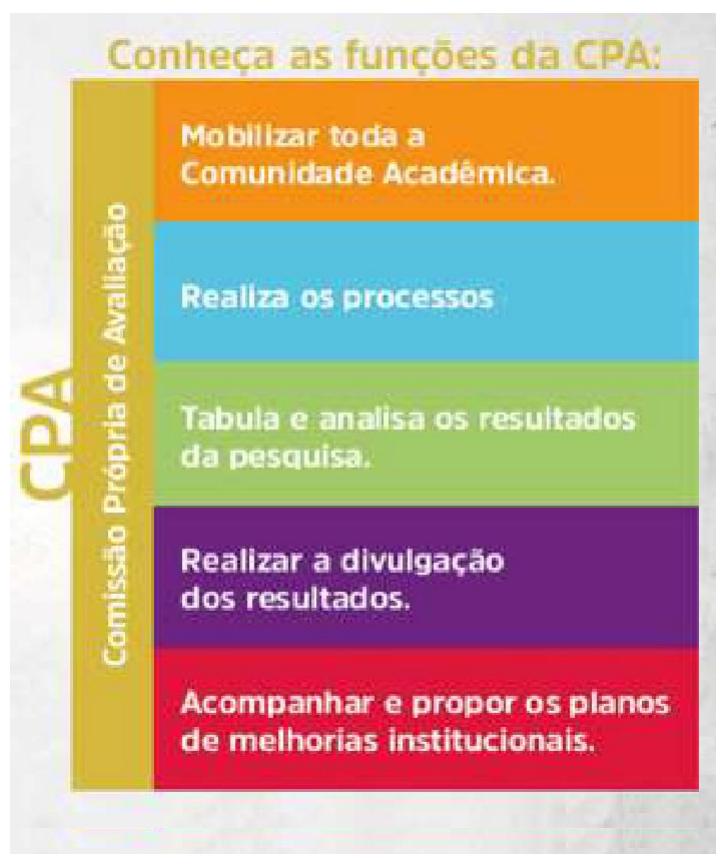 Conheça as funções da CPA:
CPA
Comissão Própria de Avaliação
Mobilizar toda a
Comunidade Acadêmica.
Realiza os processos
Tabula e analisa os resultados
da pesquisa.
Realizar a divulgação
dos resultados.
Acompanhar e propor os planos
de melhorias institucionais.